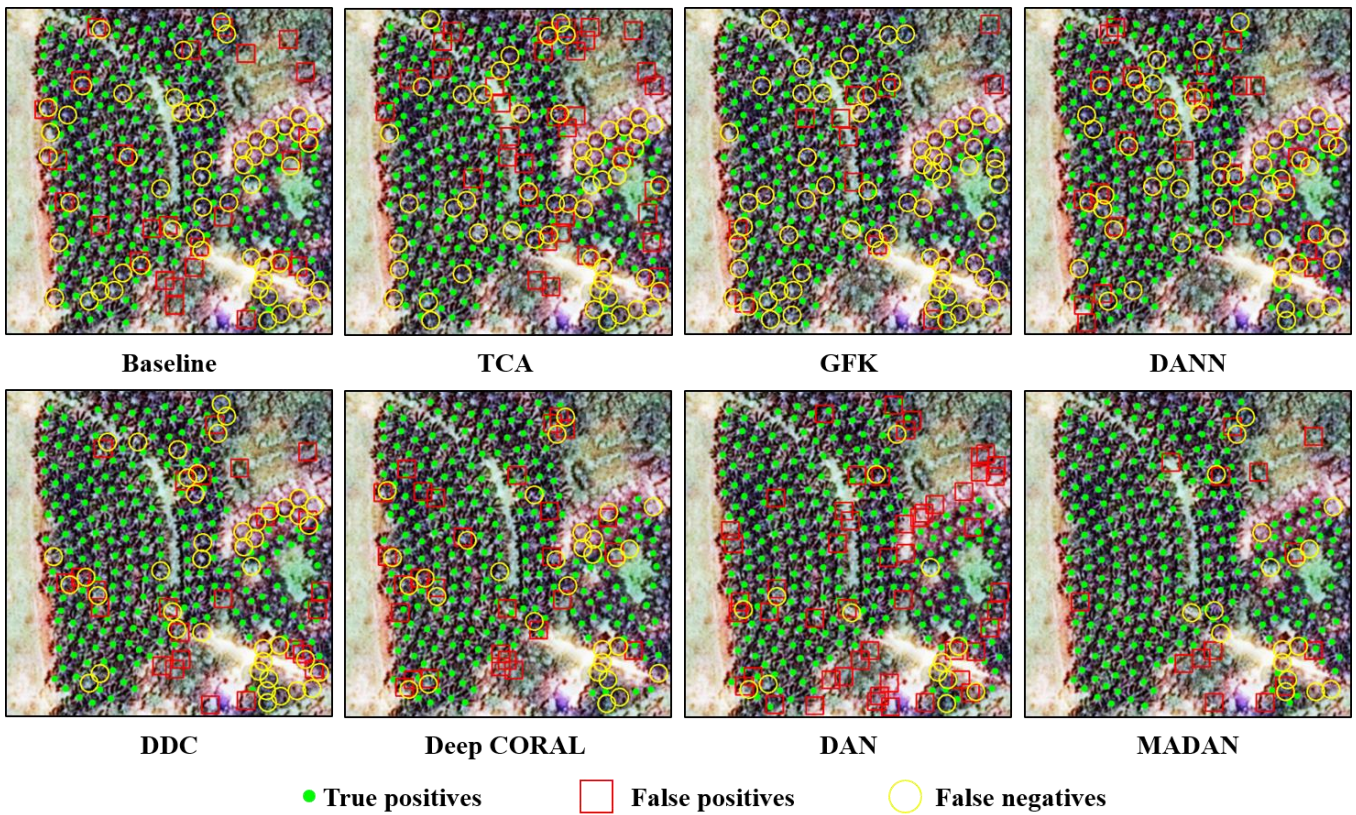 Baseline TCA GFK DANN
DDC Deep CORAL DAN MADAN
True positives False positives False negatives